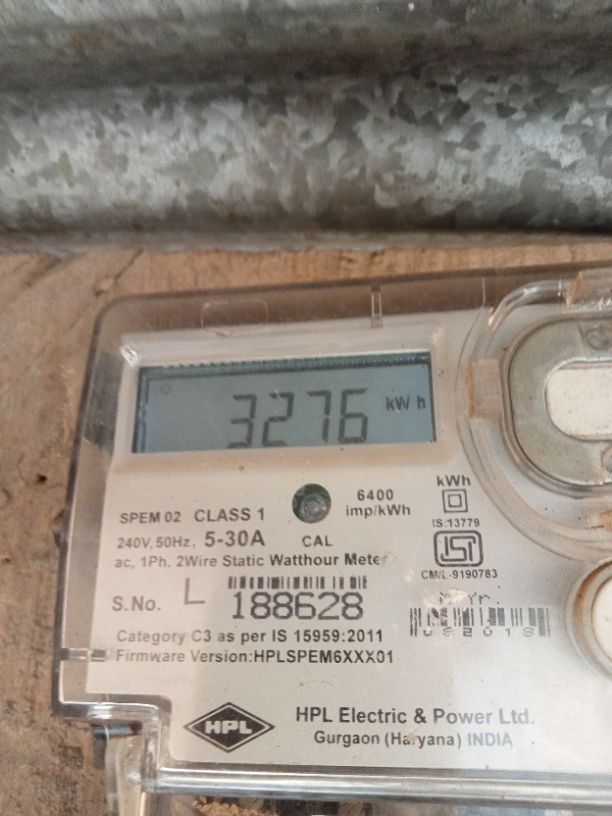 3276 kWh
SPEM 02 CLASS 1
6400
imp/kWh
kWh
IS:13779
240V, 50Hz, 5-30A
CAL
ac, 1Ph, 2Wire Static Watthour Meter
ISI
CM/L-9190783
S.No. L 188628
M. Yr.
Category C3 as per IS 15959:2011
Firmware Version:HPLSPEM6XXX01
HPL
HPL Electric & Power Ltd.
Gurgaon (Haryana) INDIA